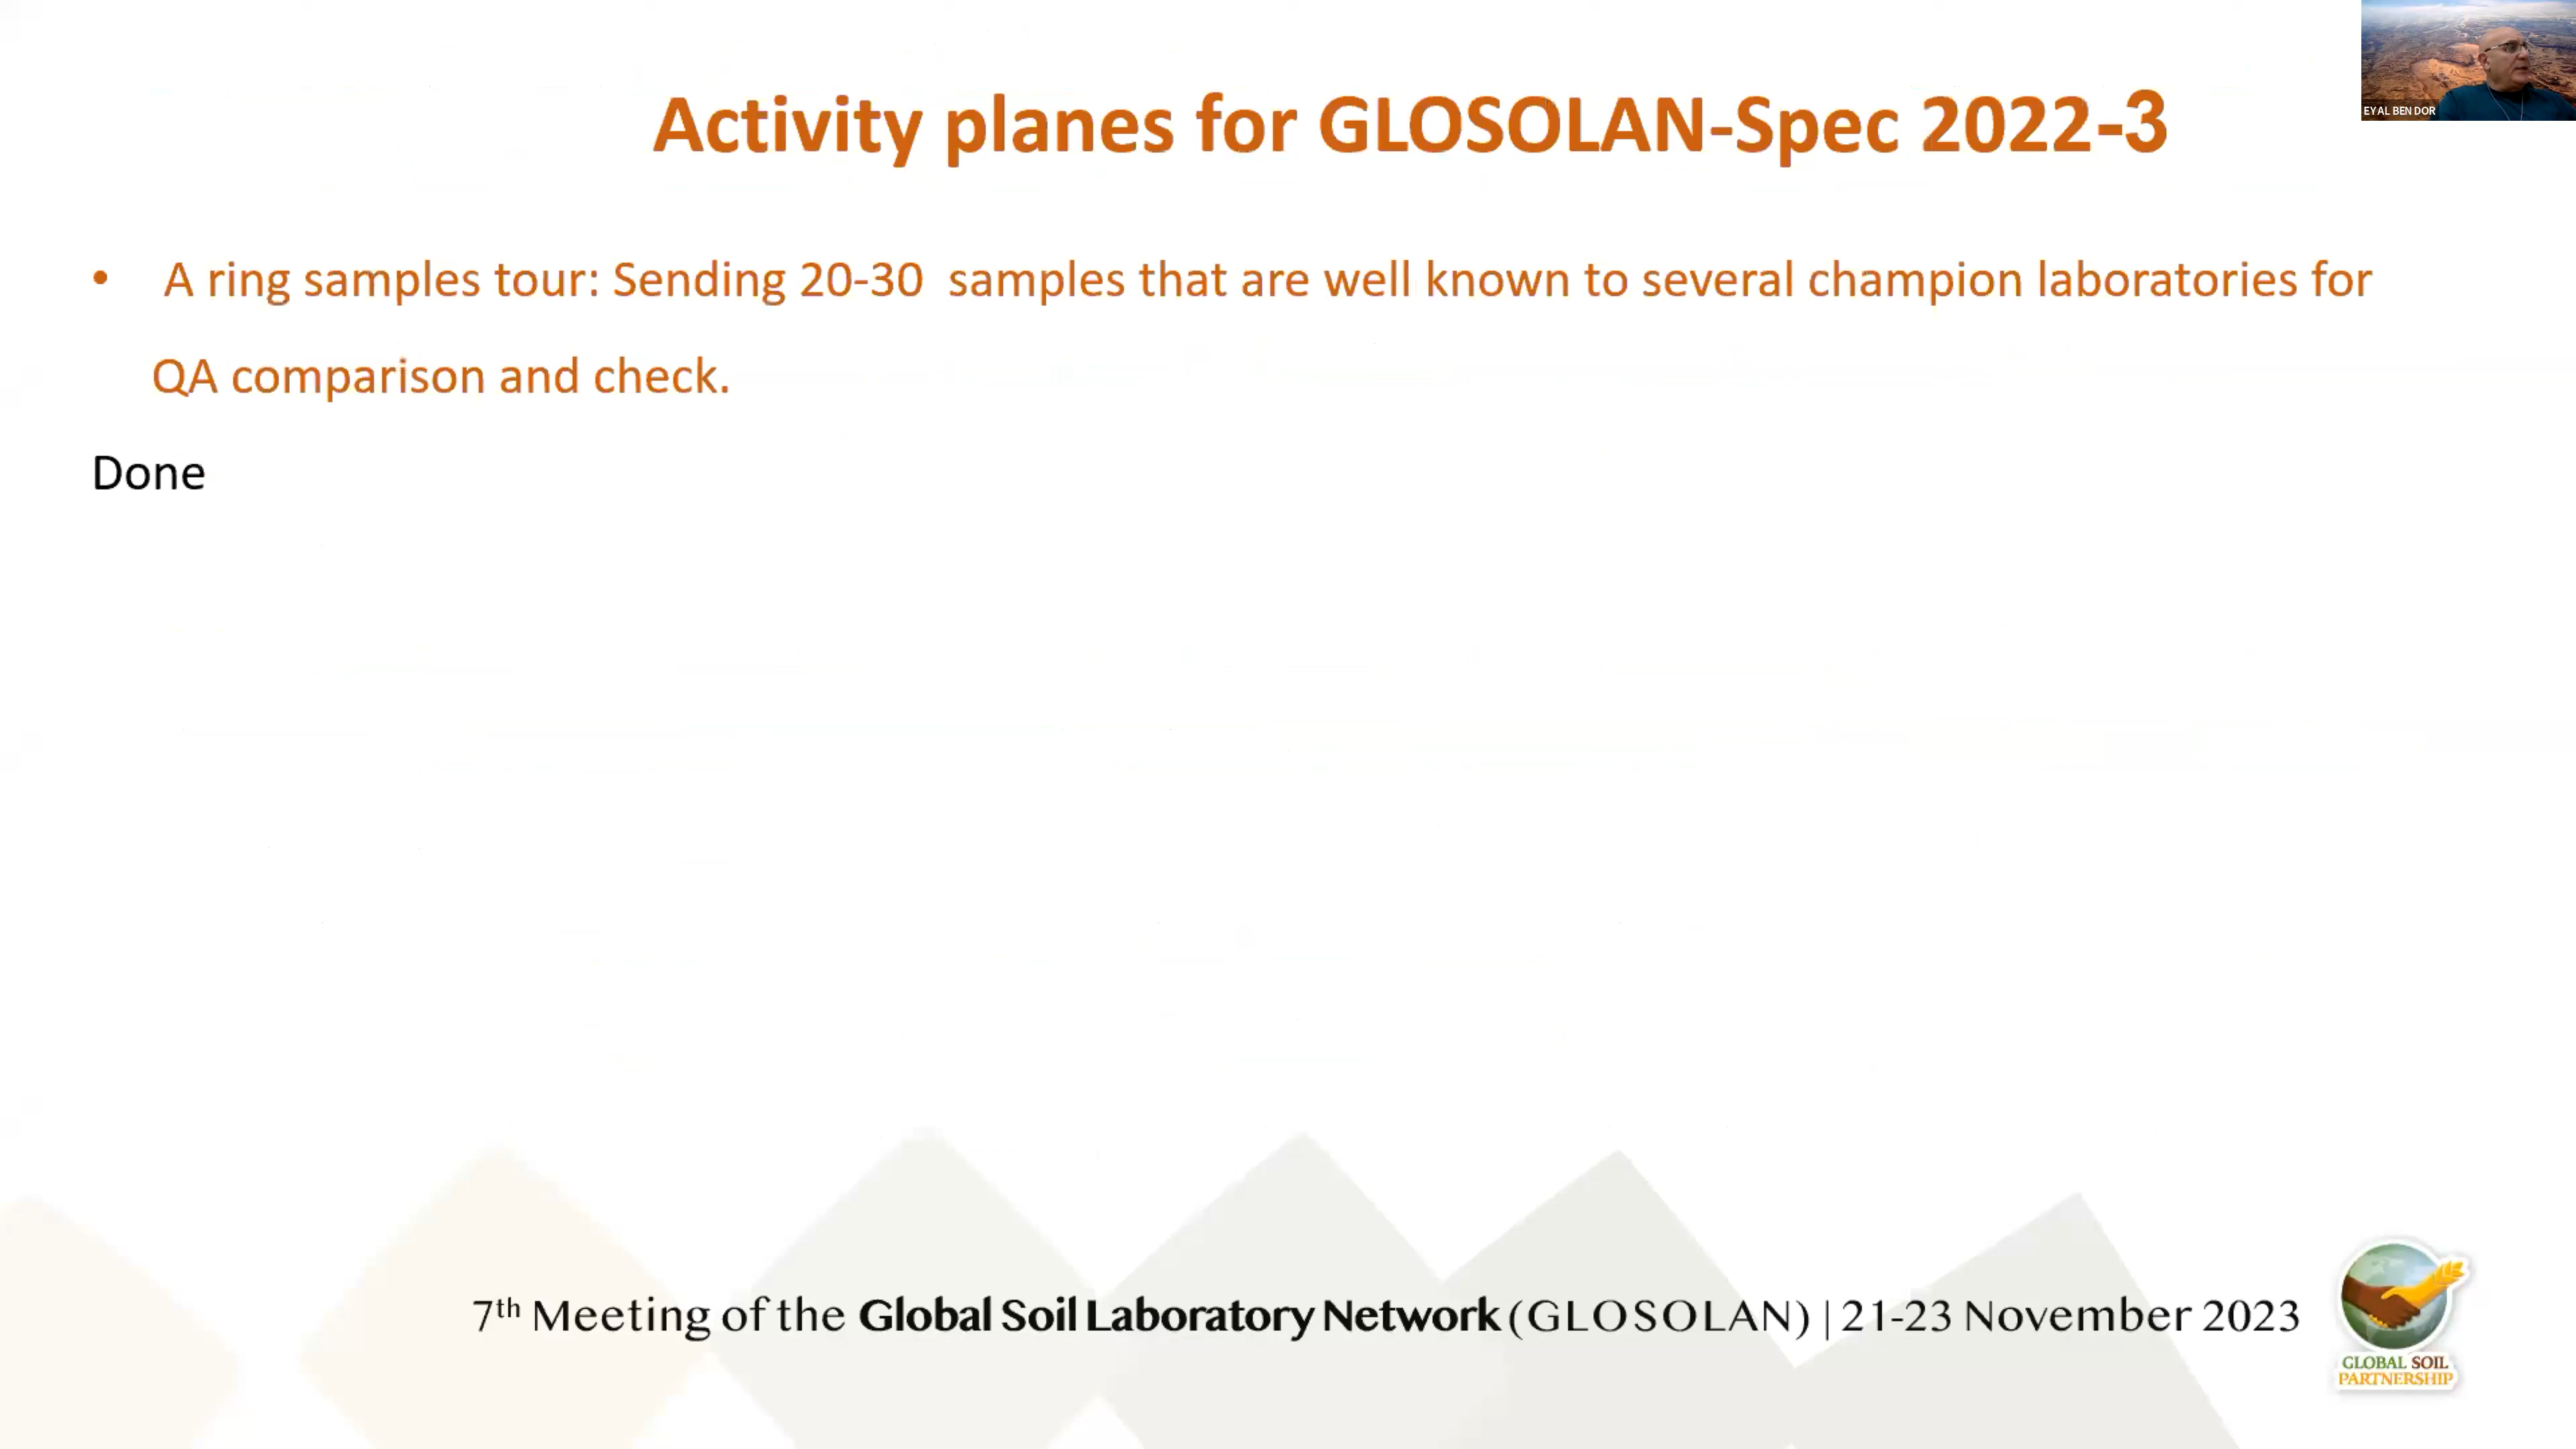 EYAL BEN DOR
Activity planes for GLOSOLAN-Spec 2022-3
• A ring samples tour: Sending 20-30 samples that are well known to several champion laboratories for
QA comparison and check.
Done
7th Meeting of the Global Soil Laboratory Network (GLOSOLAN) | 21-23 November 2023
GLOBAL SOIL
PARTNERSHIP